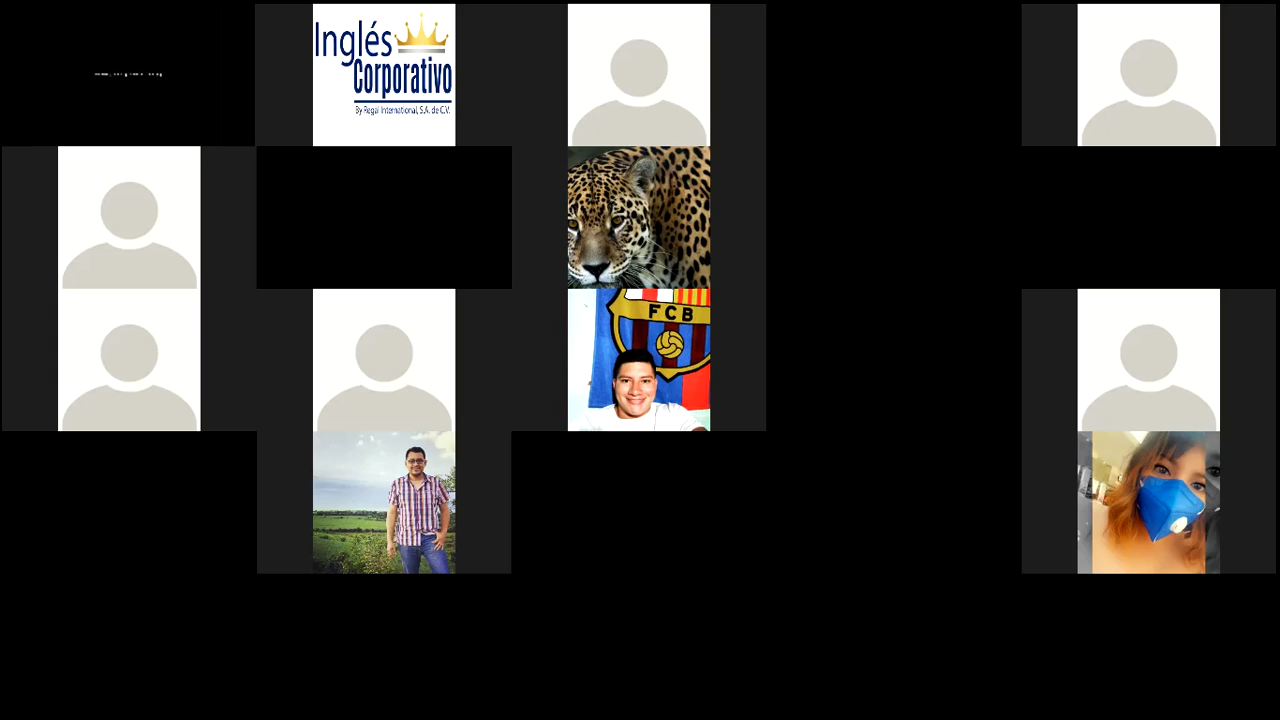 Inglés
Corporativo
By Regal International, S.A. de C.V.
FCB